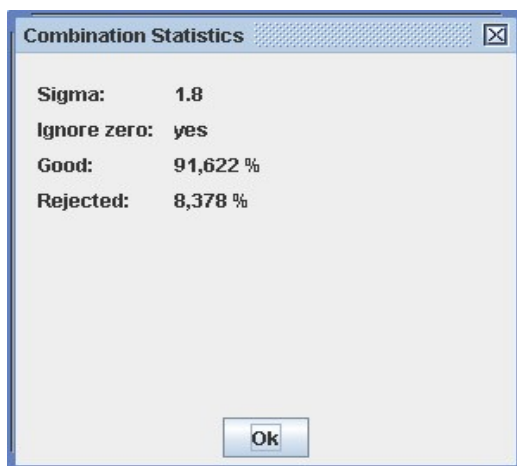 Combination Statistics
Sigma: 1.8
Ignore zero: yes
Good: 91,622 %
Rejected: 8,378 %
Ok